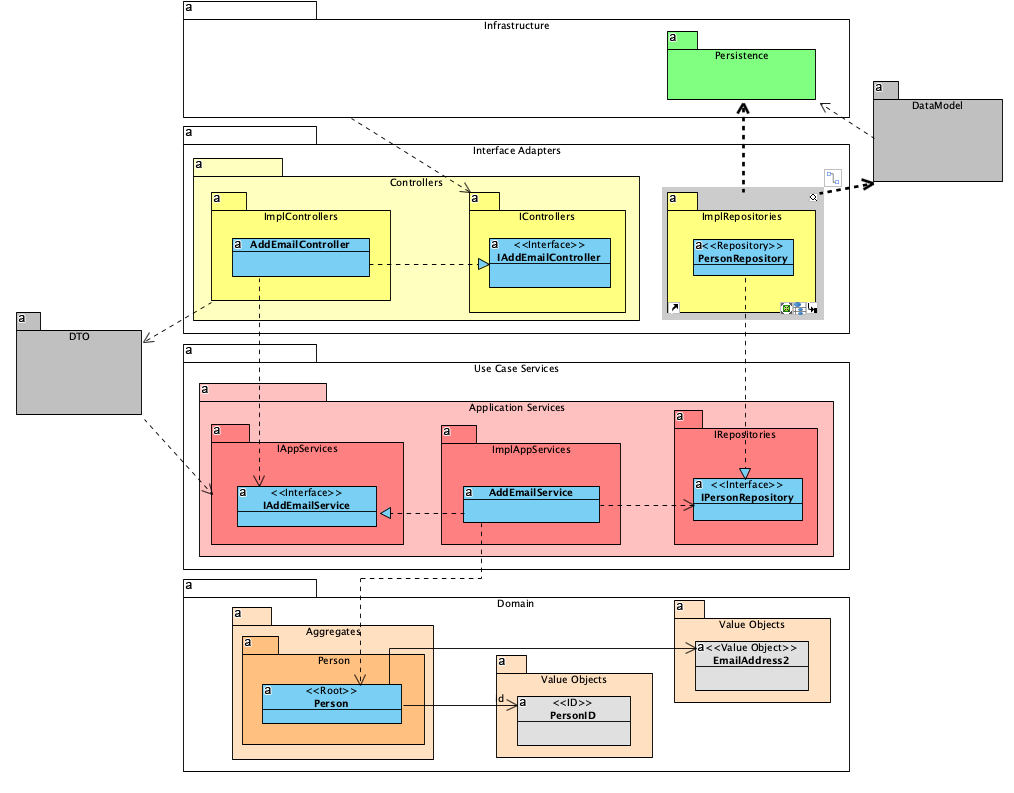 a
Infrastructure
a
Persistence
a
DataModel
a
Interface Adapters
a
Controllers
a
ImplControllers
a
AddEmailController
a
IControllers
a
<<Interface>>
IAddEmailController
a
ImplRepositories
a
<<Repository>>
PersonRepository
a
DTO
a
Use Case Services
a
Application Services
a
IAppServices
a
<<Interface>>
IAddEmailService
a
ImplAppServices
a
AddEmailService
a
IRepositories
a
<<Interface>>
IPersonRepository
a
Domain
a
Aggregates
a
Person
a
<<Root>>
Person
a
Value Objects
d
a
<<ID>>
PersonID
a
Value Objects
a
<<Value Object>>
EmailAddress2